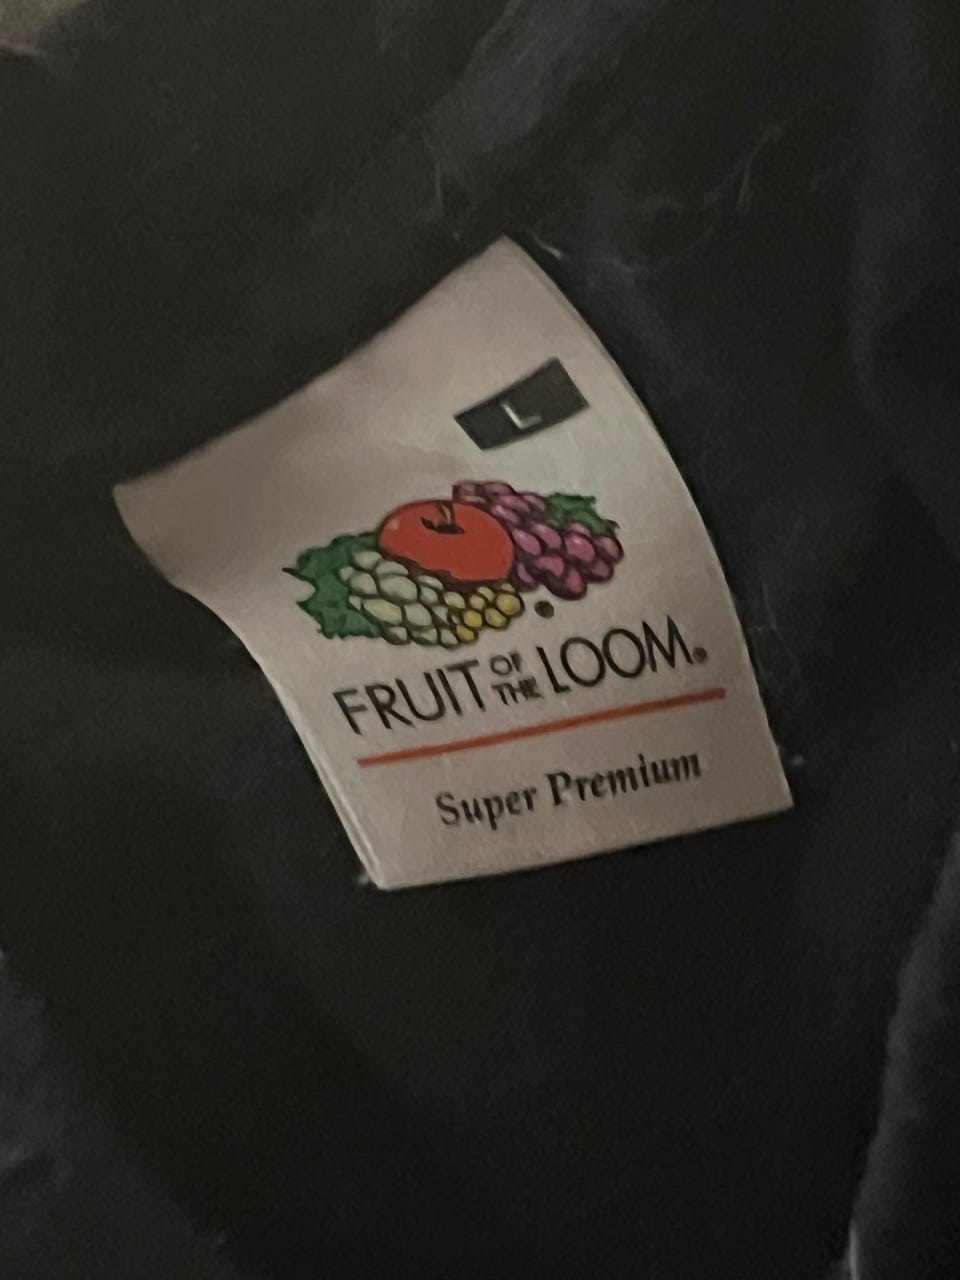 L
FRUIT OF THE LOOM®
Super Premium